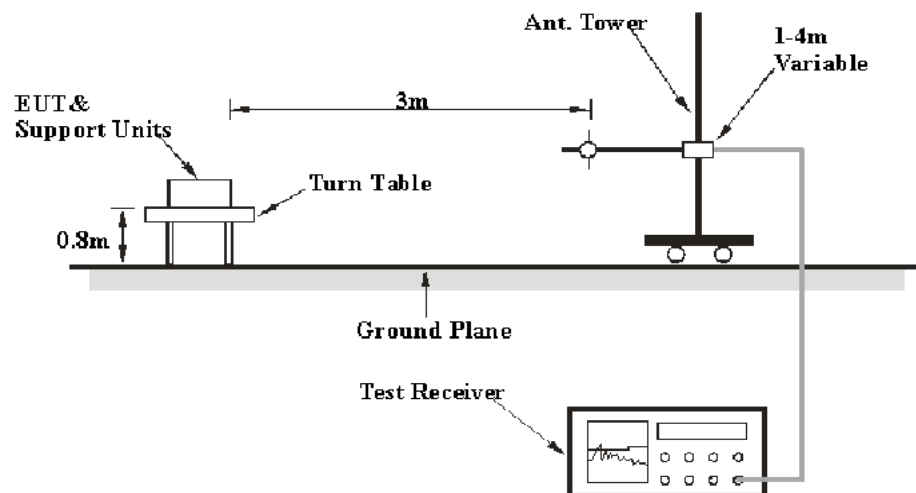 Ant. Tower
1-4m
Variable
3m
EUT &
Support Units
Turn Table
0.8m
Ground Plane
Test Receiver